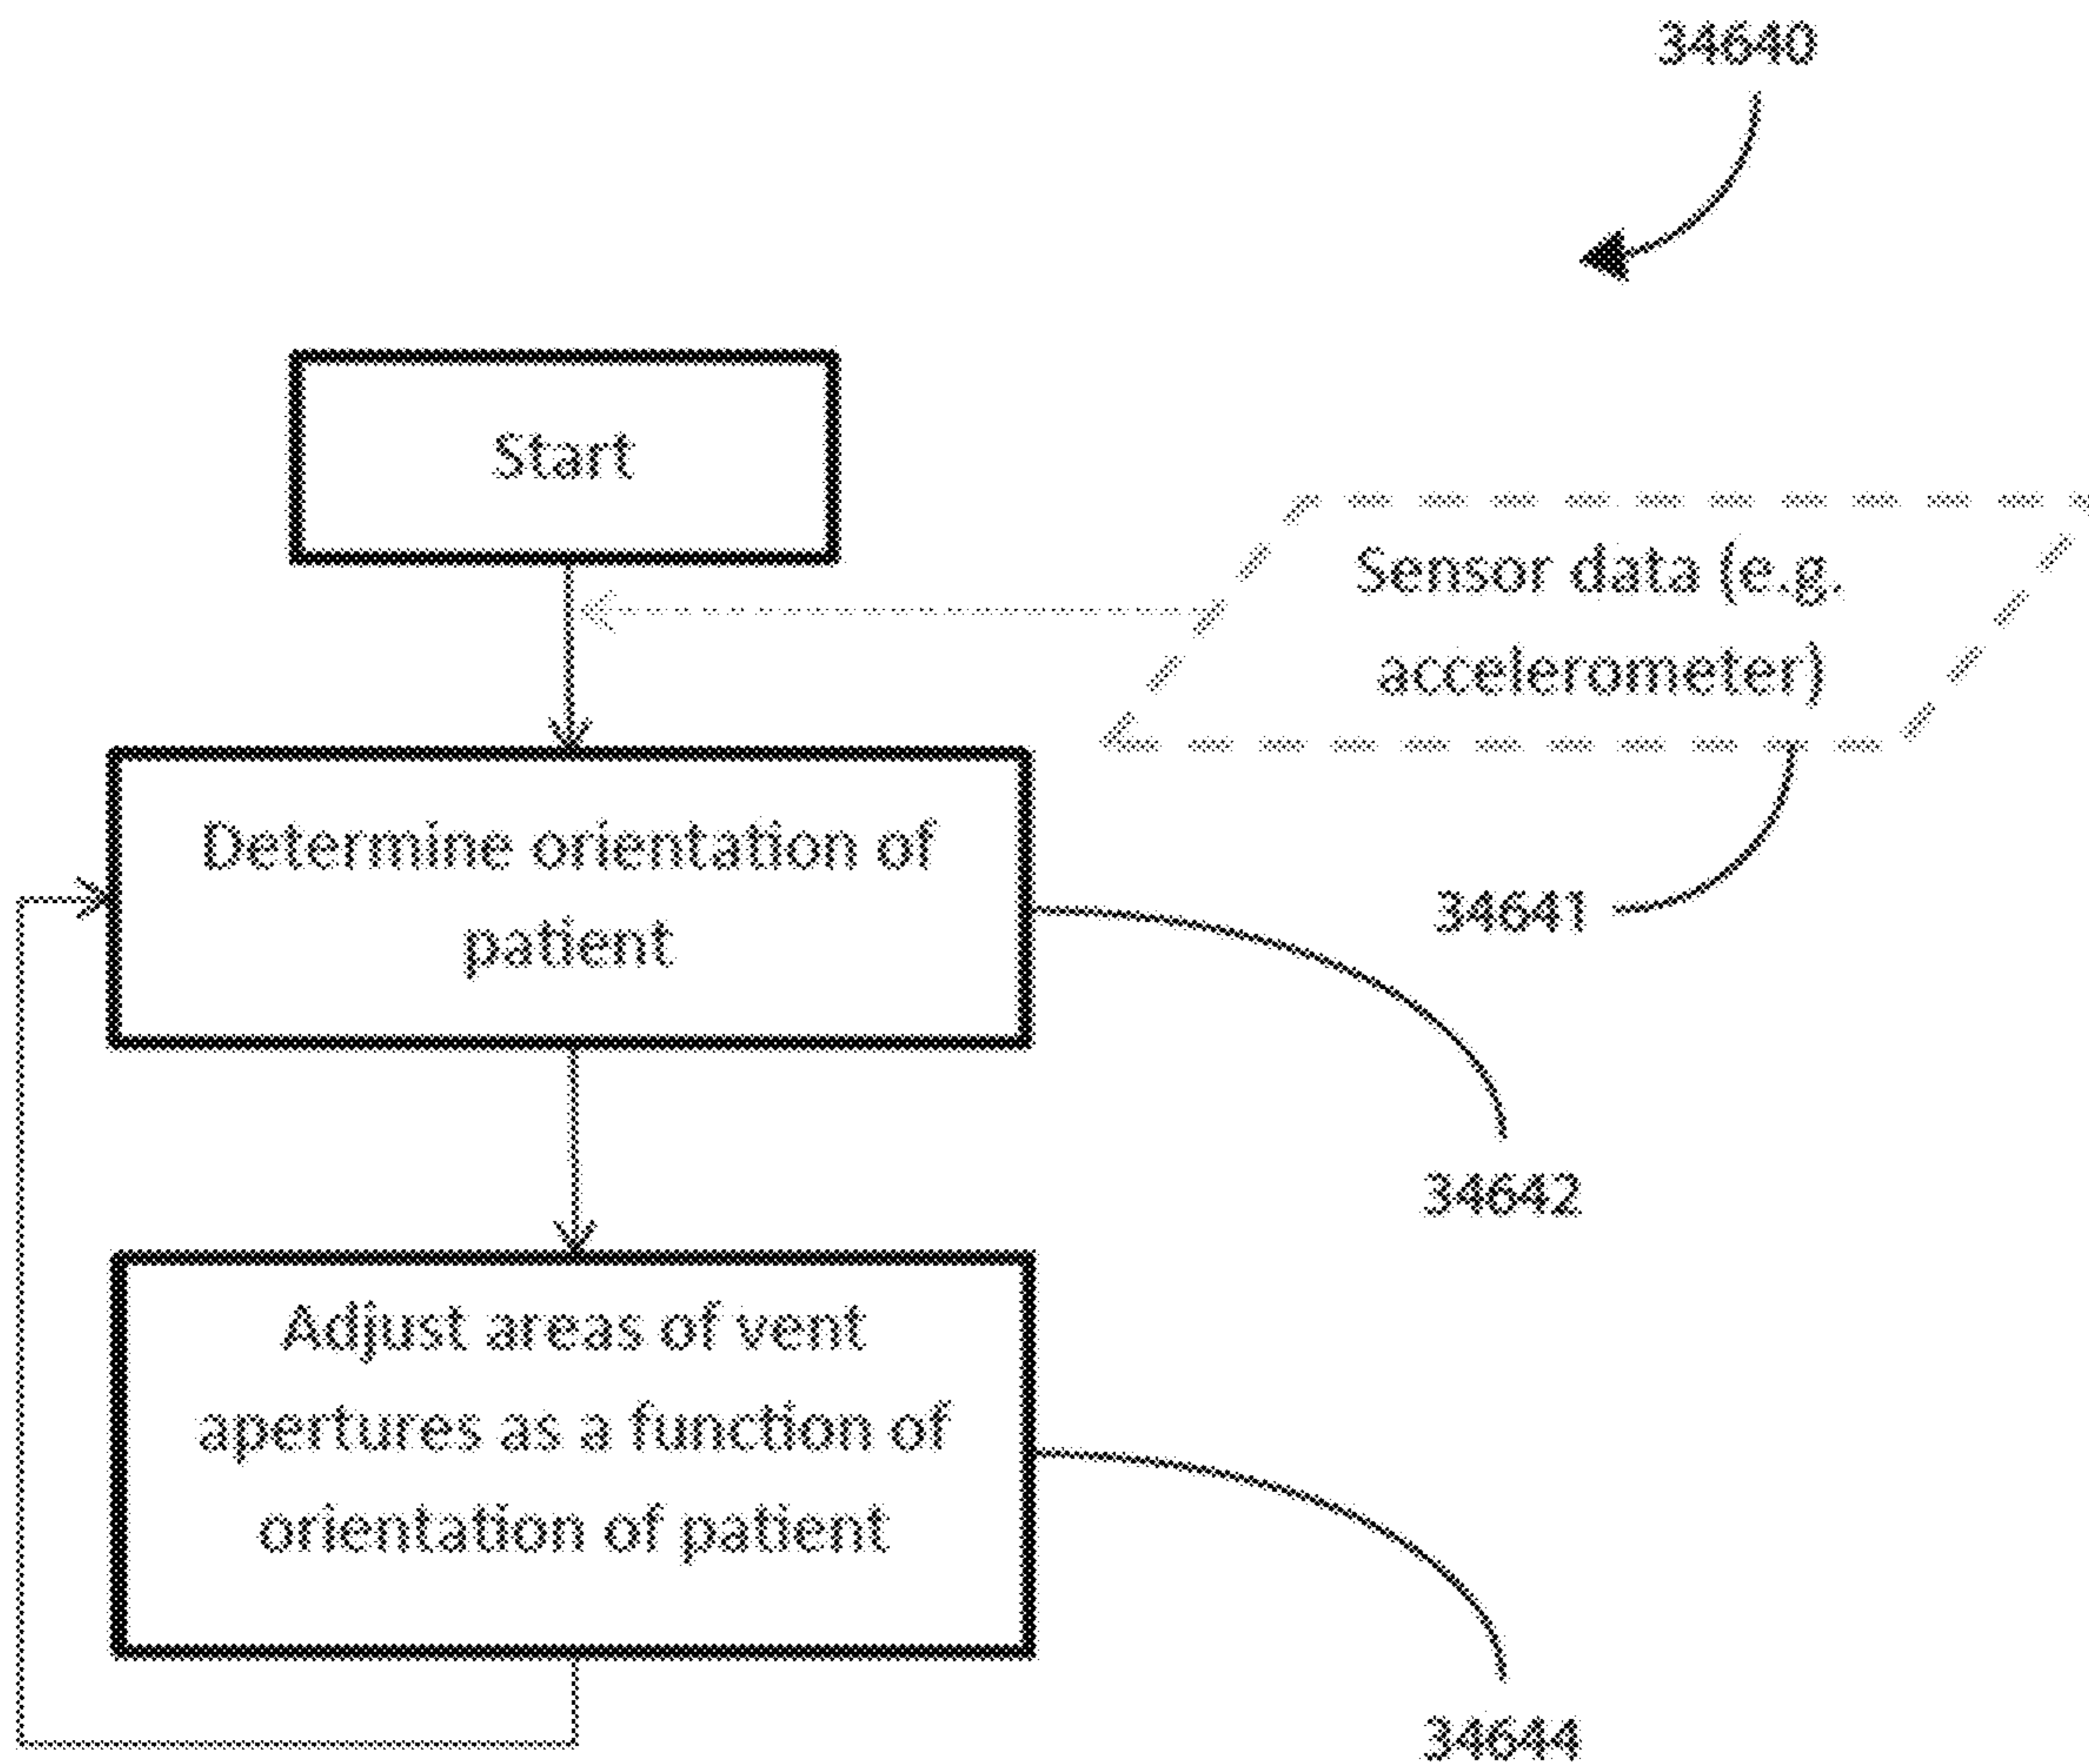 34640
Start
Sensor data (e.g.
accelerometer)
Determine orientation of
patient
34641
34642
Adjust areas of vent
apertures as a function of
orientation of patient
34644